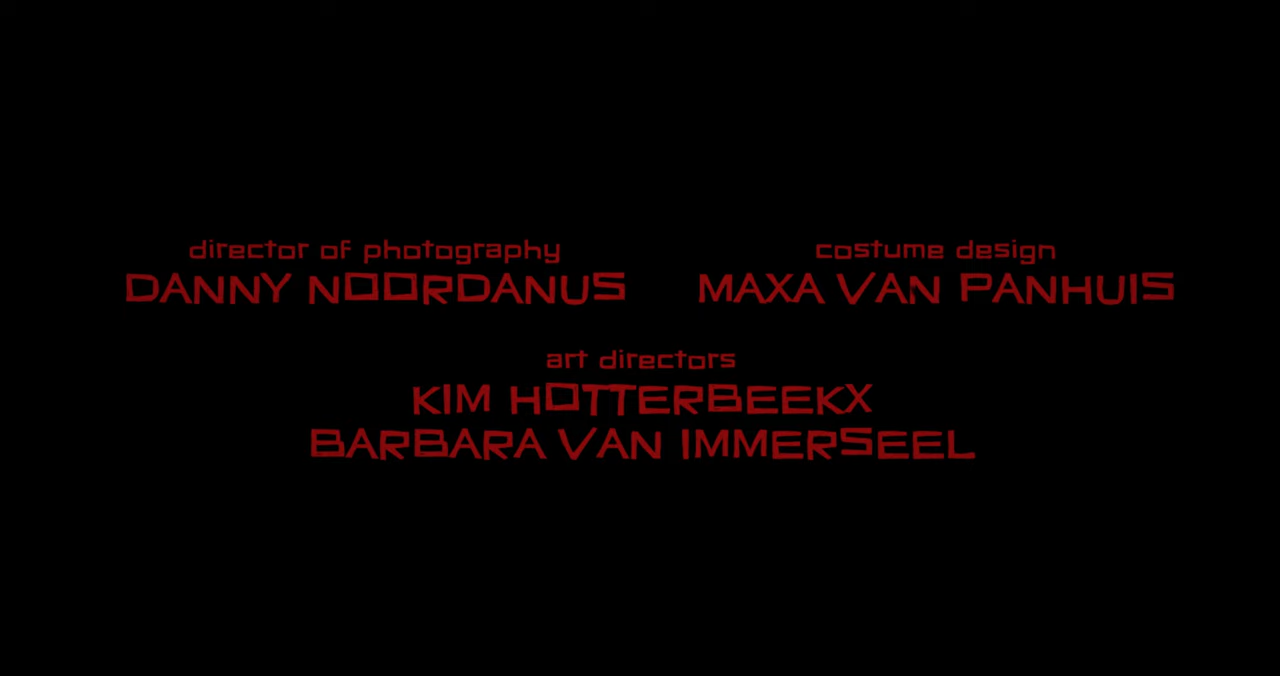 director of photography
DANNY NOORDANUS
costume design
MAXA VAN PANHUIS
art directors
KIM HOTTERBEEKX
BARBARA VAN IMMERSEEL